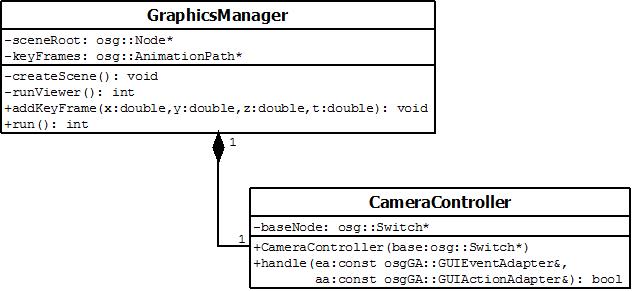 GraphicsManager
-sceneRoot: osg::Node*
-keyFrames: osg::AnimationPath*
-createScene(): void
-runViewer(): int
+addKeyFrame(x:double,y:double,z:double,t:double): void
+run(): int
1
1
CameraController
-baseNode: osg::Switch*
+CameraController(base:osg::Switch*)
+handle(ea:const osgGA::GUIEventAdapter&,
aa:const osgGA::GUIActionAdapter&): bool